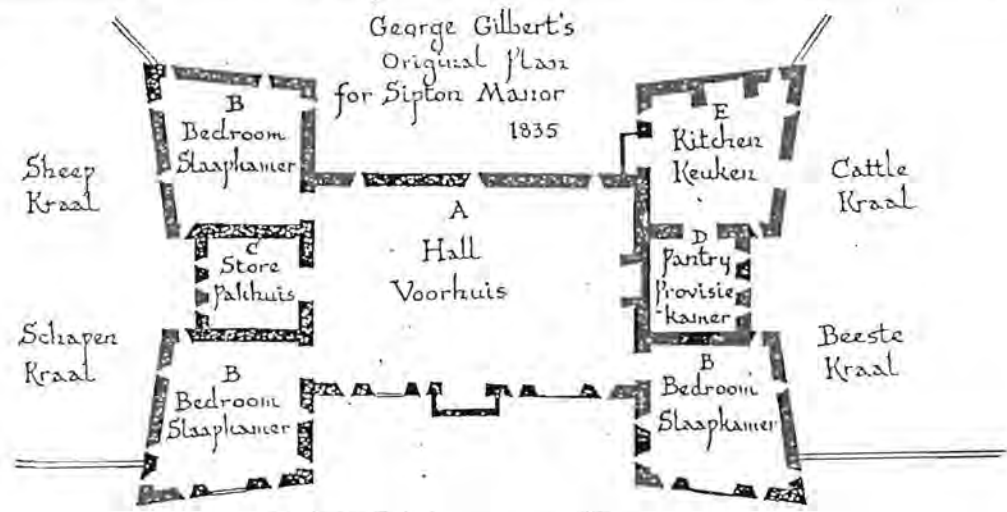 George Gilbert's
Original Plan
for Sipton Manor
1835
B
Bedroom
Slaapkamer
Sheep
Kraal
E
Kitchen
Keuken
Cattle
Kraal
A
Hall
Voorhuis
C
Store
Pakhuis
D
Pantry
Provisie
-kamer
Schapen
Kraal
B
Bedroom
Slaapkamer
B
Bedroom
Slaapkamer
Beeste
Kraal